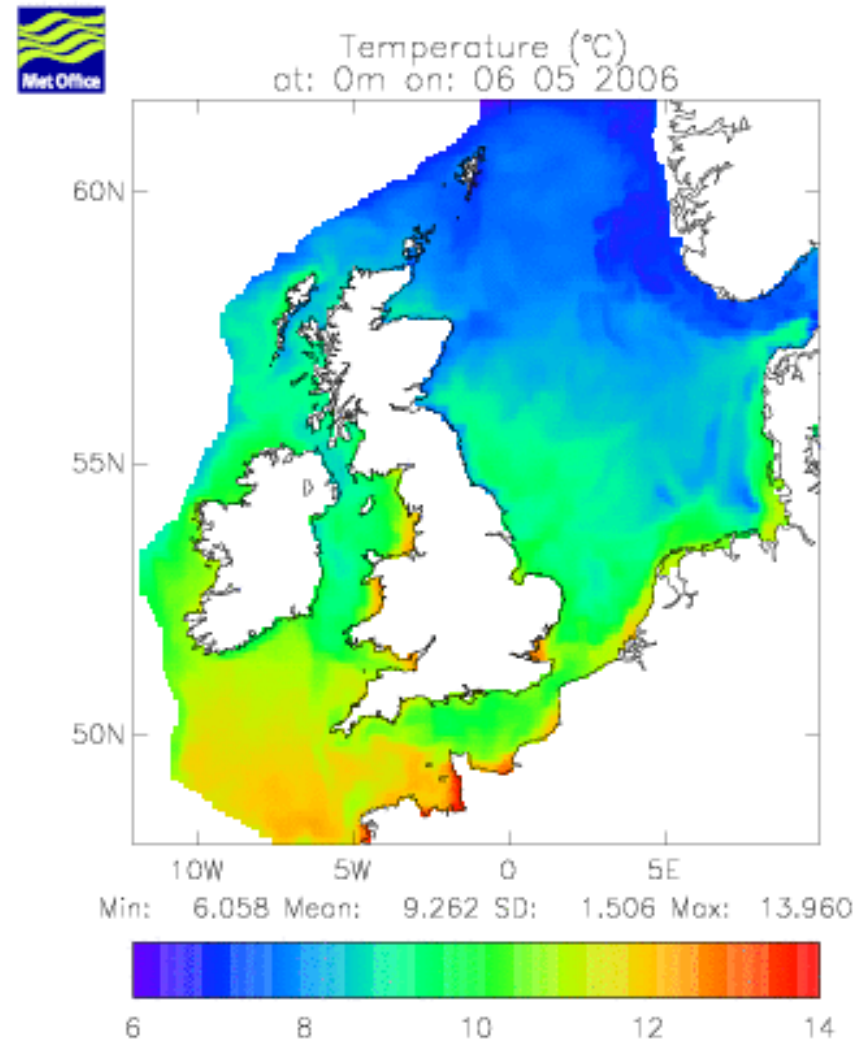 Met Office
Temperature (°C)
at: 0m on: 06 05 2006
60N
55N
50N
10W 5W 0 5E
Min: 6.058 Mean: 9.262 SD: 1.506 Max: 13.960
6 8 10 12 14